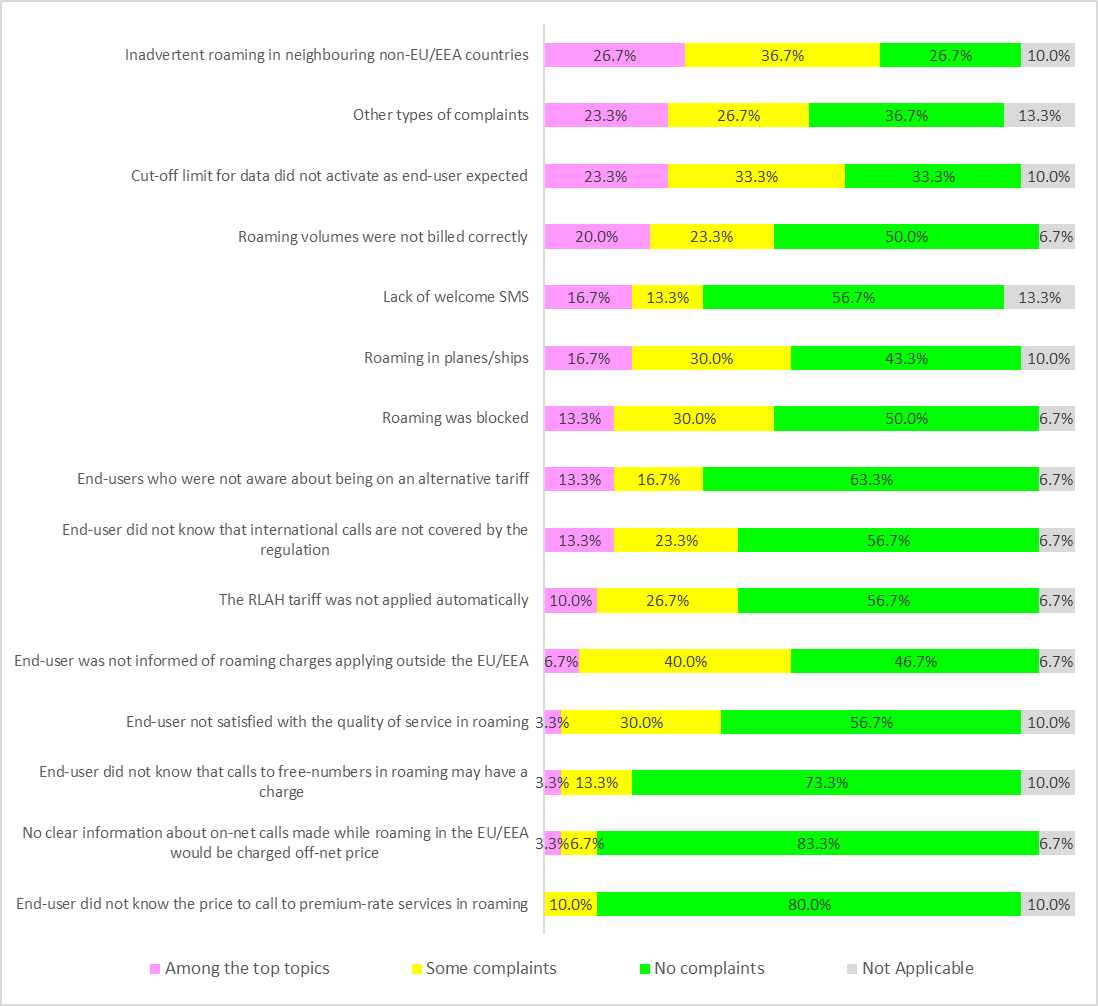 Inadvertent roaming in neighbouring non-EU/EEA countries 26.7% 36.7% 26.7% 10.0%
Other types of complaints 23.3% 26.7% 36.7% 13.3%
Cut-off limit for data did not activate as end-user expected 23.3% 33.3% 33.3% 10.0%
Roaming volumes were not billed correctly 20.0% 23.3% 50.0% 6.7%
Lack of welcome SMS 16.7% 13.3% 56.7% 13.3%
Roaming in planes/ships 16.7% 30.0% 43.3% 10.0%
Roaming was blocked 13.3% 30.0% 50.0% 6.7%
End-users who were not aware about being on an alternative tariff 13.3% 16.7% 63.3% 6.7%
End-user did not know that international calls are not covered by the
regulation
13.3% 23.3% 56.7% 6.7%
The RLAH tariff was not applied automatically 10.0% 26.7% 56.7% 6.7%
End-user was not informed of roaming charges applying outside the EU/EEA 6.7% 40.0% 46.7% 6.7%
End-user not satisfied with the quality of service in roaming 3.3% 30.0% 56.7% 10.0%
End-user did not know that calls to free-numbers in roaming may have a
charge
3.3% 13.3% 73.3% 10.0%
No clear information about on-net calls made while roaming in the EU/EEA
would be charged off-net price
3.3% 6.7% 83.3% 6.7%
End-user did not know the price to call to premium-rate services in roaming 10.0% 80.0% 10.0%
Among the top topics Some complaints No complaints Not Applicable